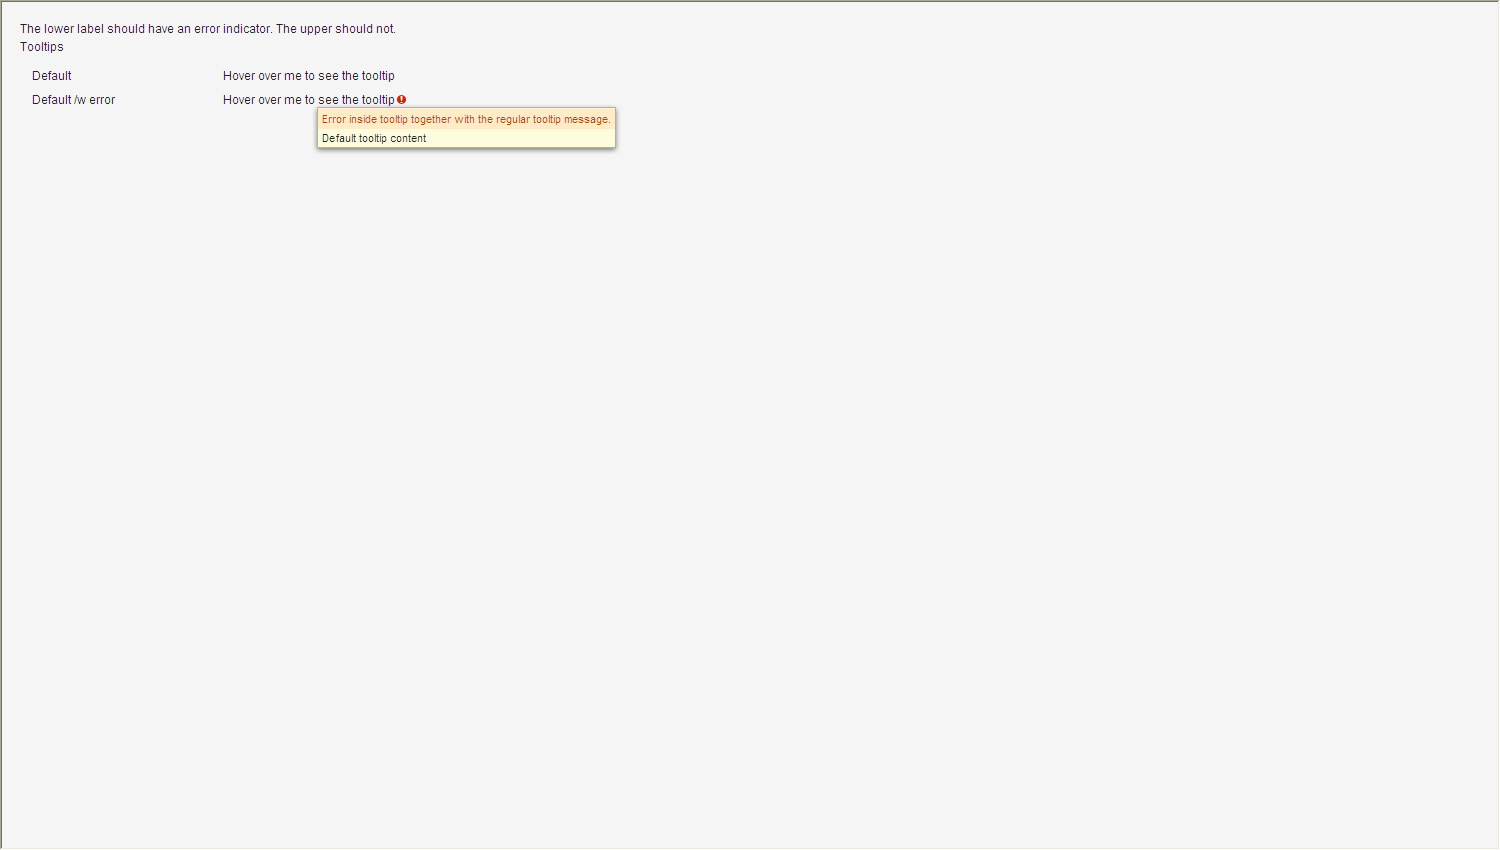 The lower label should have an error indicator. The upper should not.
Tooltips
Default Hover over me to see the tooltip
Default /w error Hover over me to see the tooltip
Error inside tooltip together with the regular tooltip message.
Default tooltip content